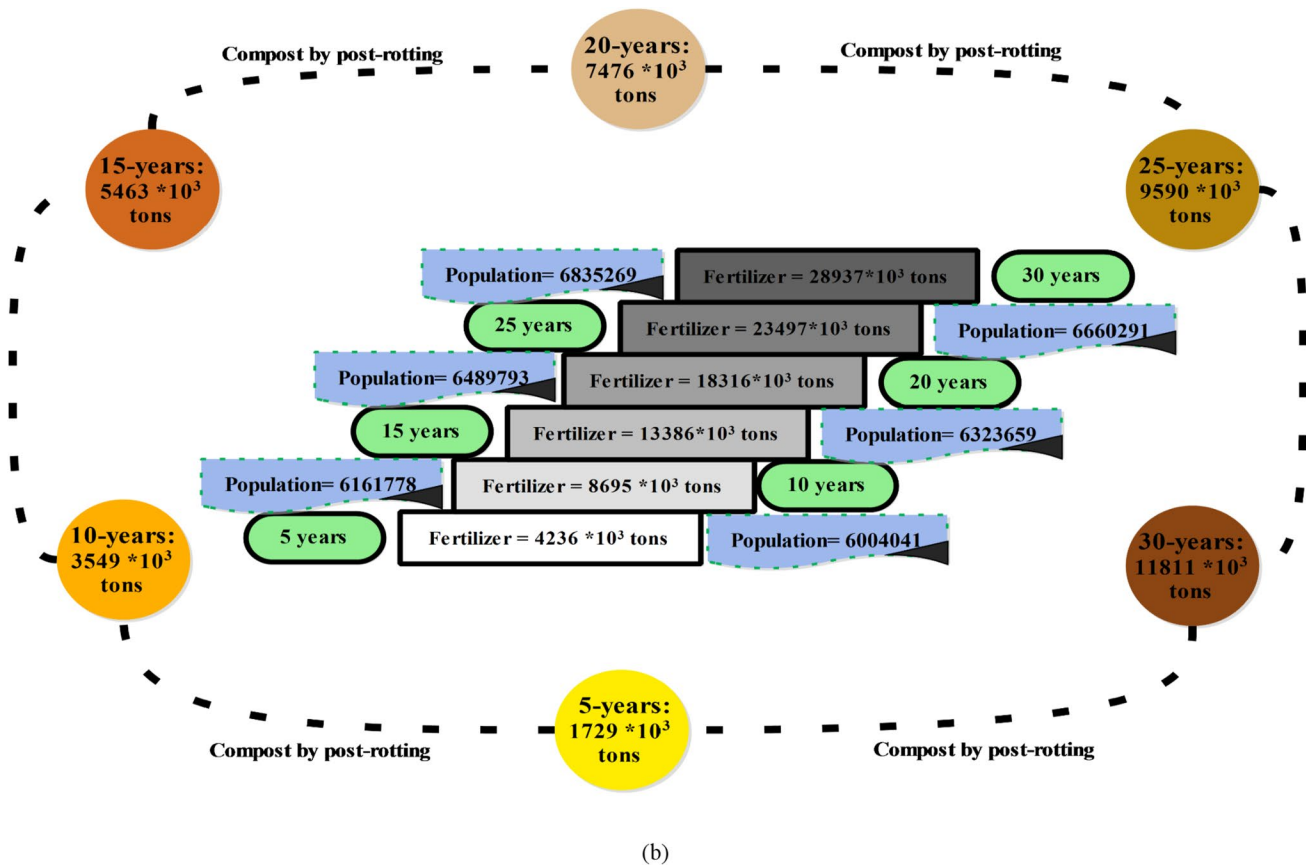 Compost by post-rotting
20-years:
7476 *10³
tons
Compost by post-rotting
15-years:
5463 *10³
tons
25-years:
9590 *10³
tons
Population= 6835269
Fertilizer = 28937*10³ tons
30 years
25 years
Fertilizer = 23497*10³ tons
Population= 6660291
Population= 6489793
Fertilizer = 18316*10³ tons
20 years
15 years
Fertilizer = 13386*10³ tons
Population= 6323659
Population= 6161778
Fertilizer = 8695 *10³ tons
10 years
5 years
Fertilizer = 4236 *10³ tons
Population= 6004041
10-years:
3549 *10³
tons
30-years:
11811 *10³
tons
Compost by post-rotting
5-years:
1729 *10³
tons
Compost by post-rotting
(b)